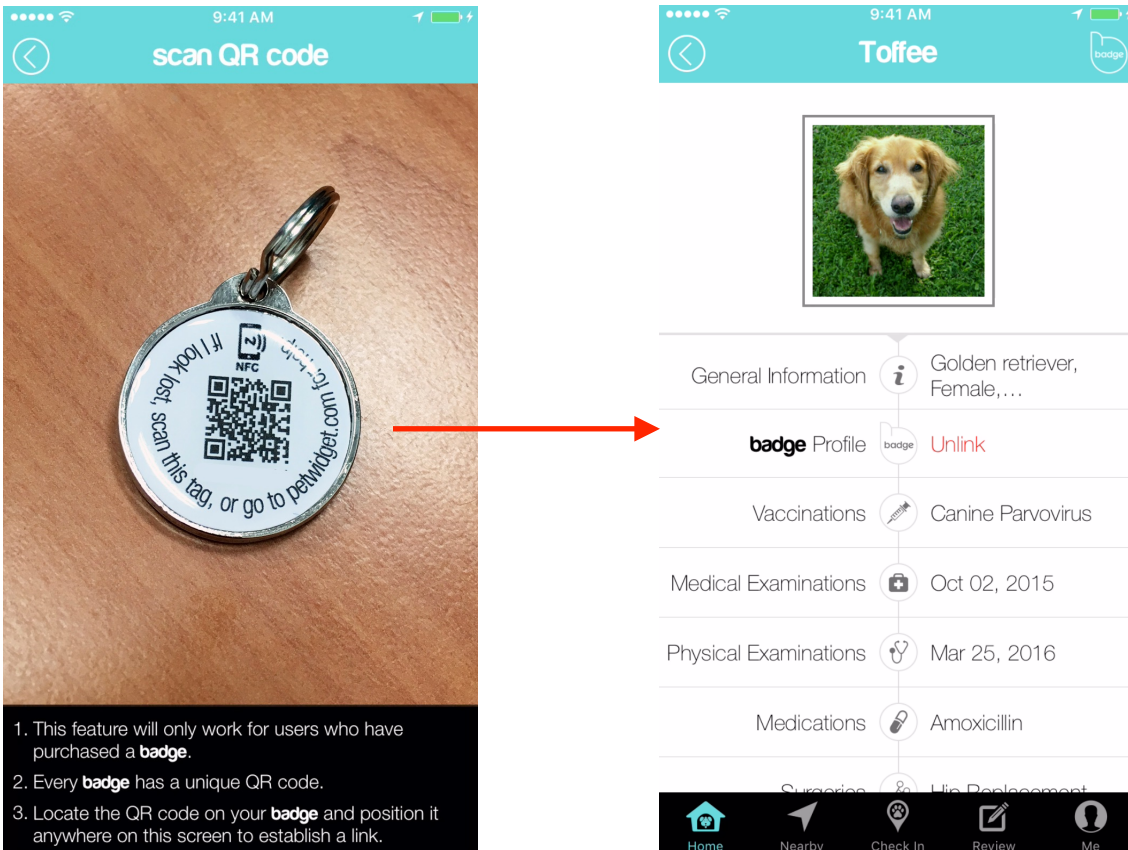 9:41 AM
scan QR code
If I look lost, scan this tag, or go to petwidget.com for help
NFC
1. This feature will only work for users who have
purchased a badge.
2. Every badge has a unique QR code.
3. Locate the QR code on your badge and position it
anywhere on this screen to establish a link.
9:41 AM
Toffee
badge
General Information
Golden retriever,
Female,...
badge Profile
badge
Unlink
Vaccinations
Canine Parvovirus
Medical Examinations
Oct 02, 2015
Physical Examinations
Mar 25, 2016
Medications
Amoxicillin
Surgeries
Hip Replacement
Home
Nearby
Check In
Review
Me